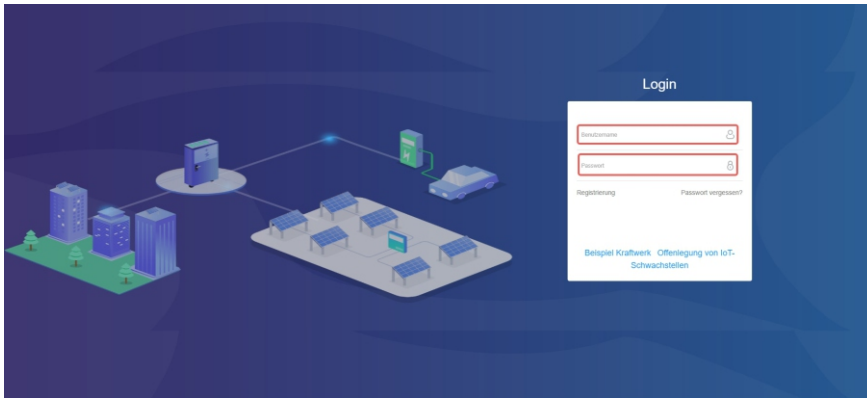 Login
Benutzername
Passwort
Registrierung Passwort vergessen?
Beispiel Kraftwerk Offenlegung von IoT-
Schwachstellen